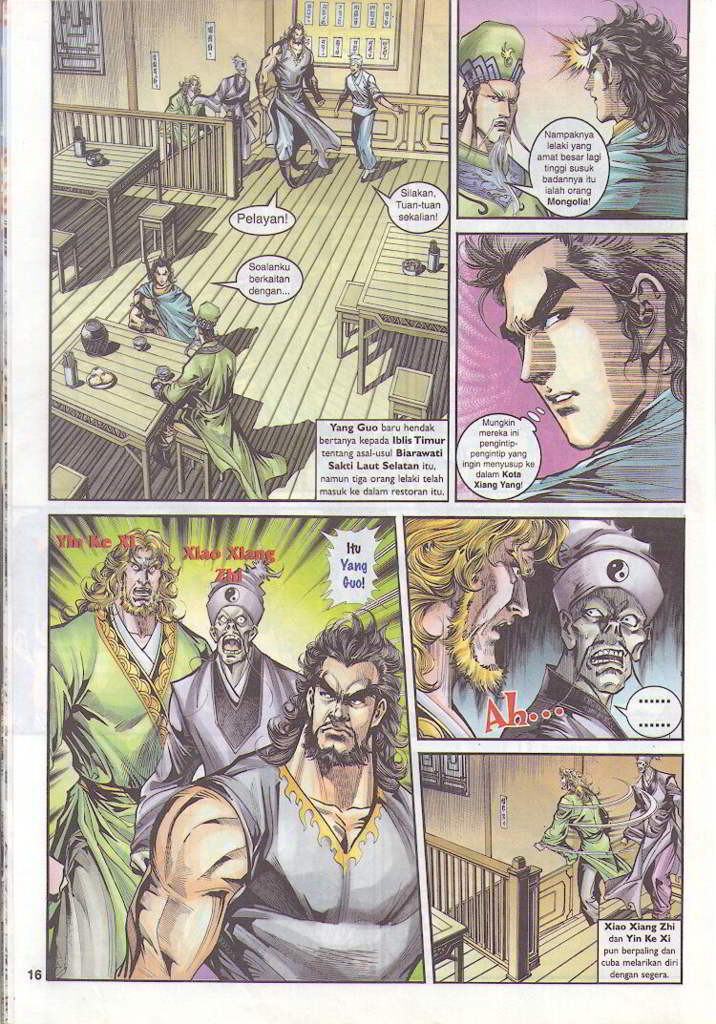 Pelayan!
Silakan,
Tuan-tuan
sekalian!
Soalanku
berkaitan
dengan...
Yang Guo baru hendak
bertanya kepada Iblis Timur
tentang asal-usul Biarawati
Sakti Laut Selatan itu,
namun tiga orang lelaki telah
masuk ke dalam restoran itu.
Nampaknya
lelaki yang
amat besar lagi
tinggi susuk
badannya itu
ialah orang
Mongolia!
Mungkin
mereka ini
pengintip-
pengintip yang
ingin menyusup ke
dalam Kota
Xiang Yang!
Yin Ke Xi
Xiao Xiang
Zhi
Itu
Yang
Guo!
Ah...
......
......
Xiao Xiang Zhi
dan Yin Ke Xi
pun berpaling dan
cuba melarikan diri
dengan segera.
16